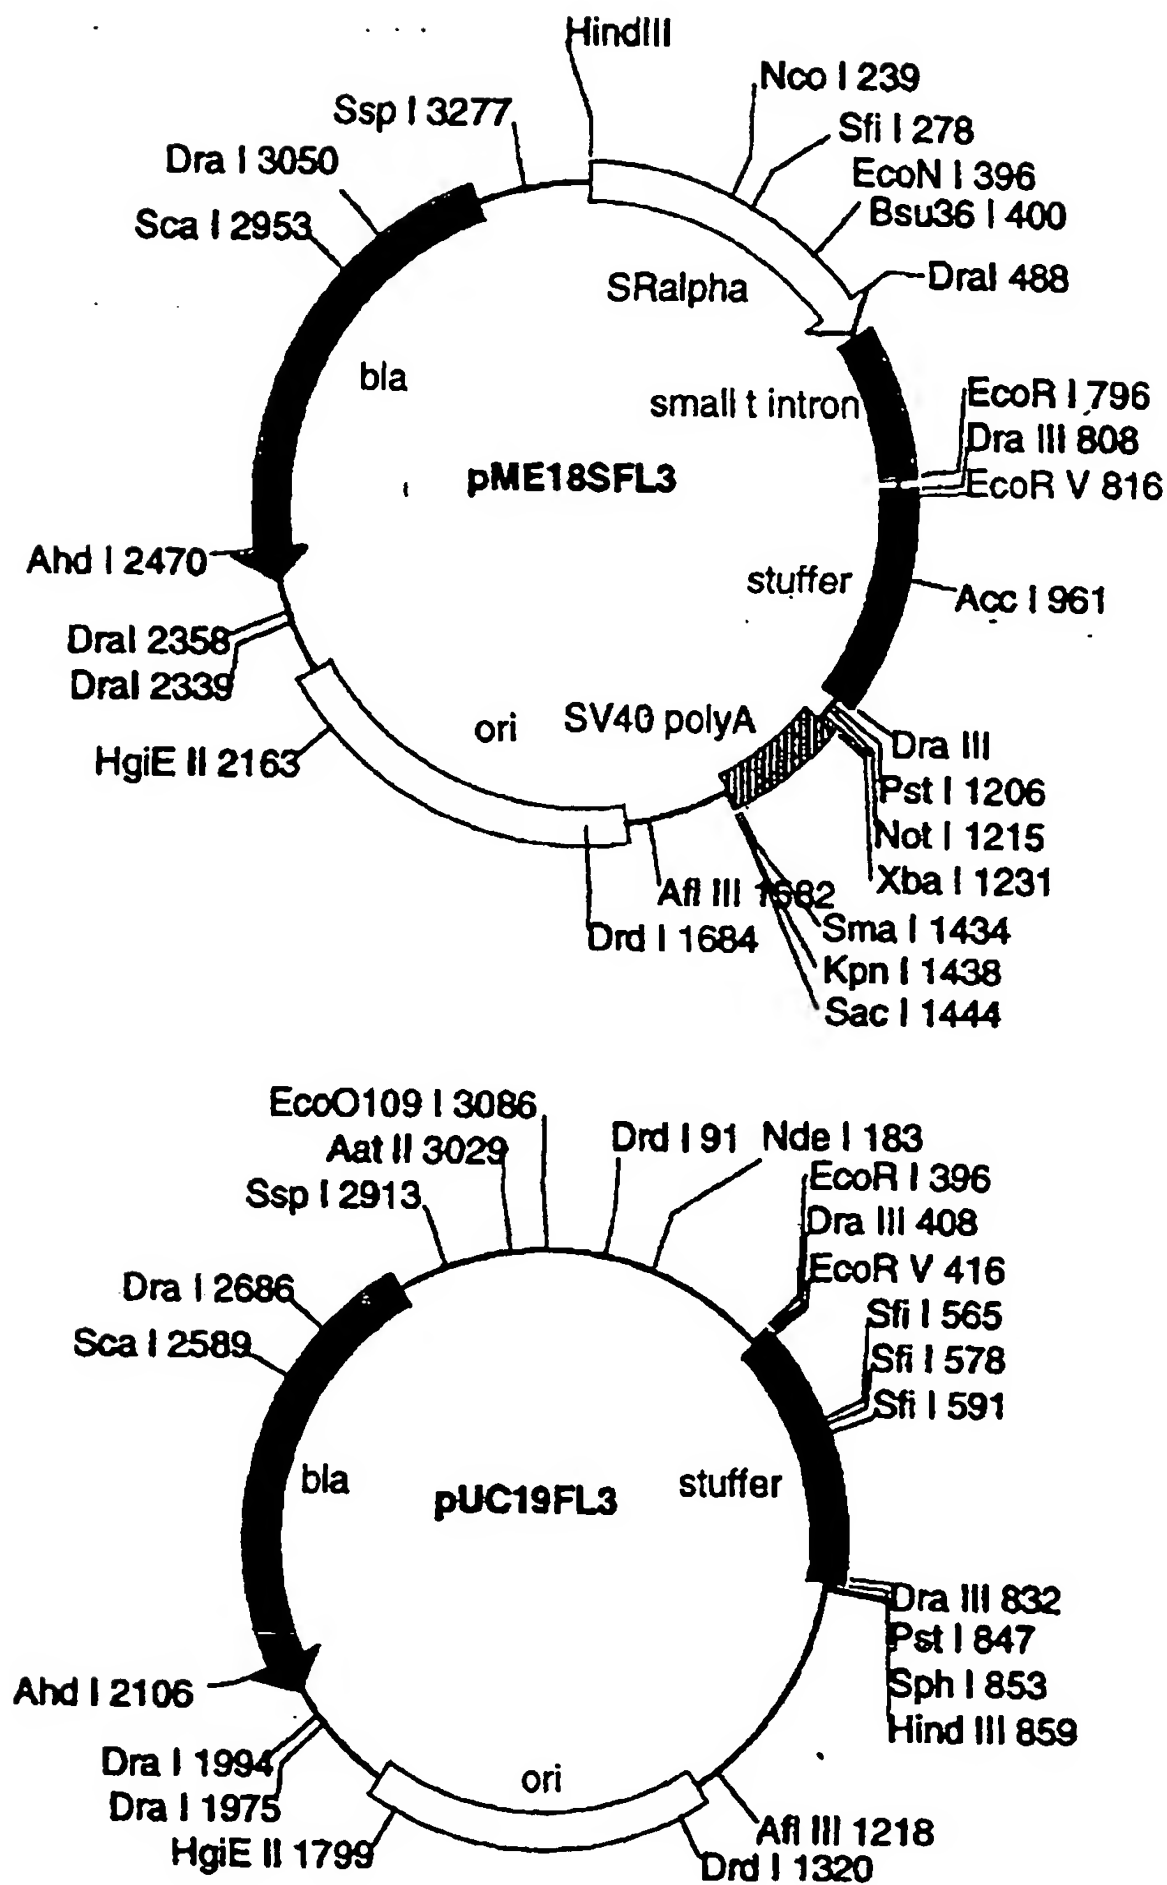 HindIII
Nco I 239
Ssp I 3277
Sfi I 278
Dra I 3050
EcoN I 396
Bsu36 I 400
Sca I 2953
DraI 488
SRalpha
bla
small t intron
EcoR I 796
Dra III 808
pME18SFL3
EcoR V 816
Ahd I 2470
stuffer
Acc I 961
DraI 2358
DraI 2339
ori
SV40 polyA
HgiE II 2163
Dra III
Pst I 1206
Not I 1215
Xba I 1231
Afl III 1582
Drd I 1684
Sma I 1434
Kpn I 1438
Sac I 1444
EcoO109 I 3086
Aat II 3029
Drd I 91
Nde I 183
Ssp I 2913
EcoR I 396
Dra III 408
EcoR V 416
Dra I 2686
Sfi I 565
Sca I 2589
Sfi I 578
Sfi I 591
bla
stuffer
pUC19FL3
Dra III 832
Pst I 847
Ahd I 2106
Sph I 853
Hind III 859
Dra I 1994
ori
Dra I 1975
Afl III 1218
HgiE II 1799
Drd I 1320